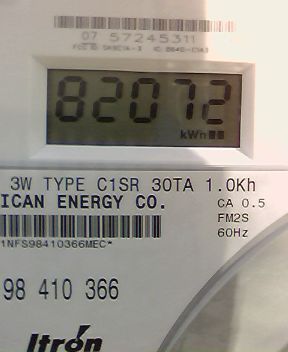 07 57245311
82072
kWh
3W TYPE C1SR 30TA 1.0Kh
ICAN ENERGY CO.
CA 0.5
FM2S
60Hz
1NFS98410366MEC*
98 410 366
Itrón